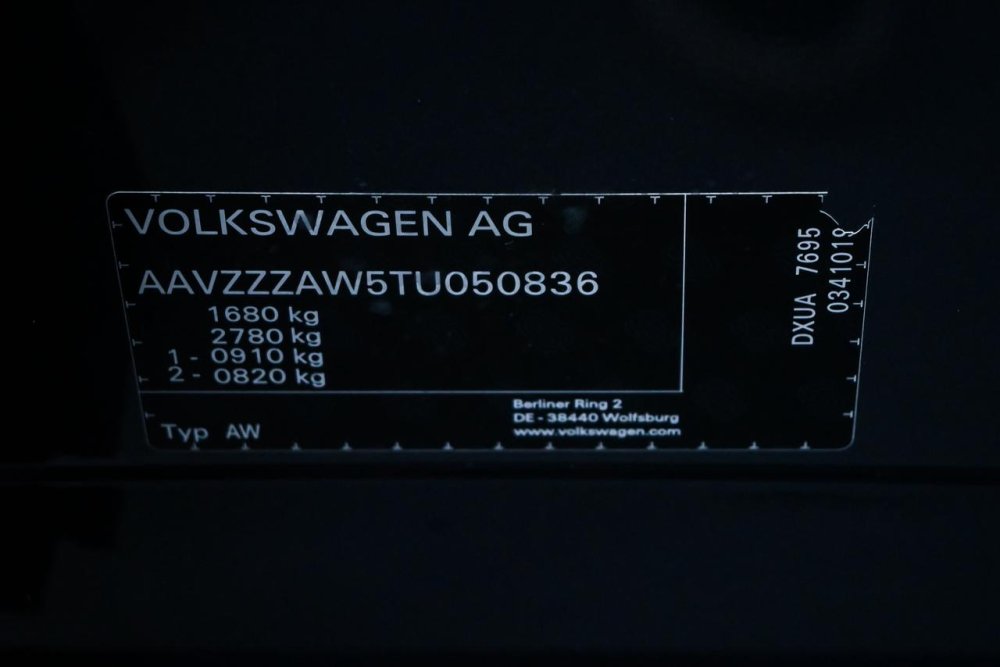 VOLKSWAGEN AG
AAVZZZAW5TU050836
1680 kg
2780 kg
1 - 0910 kg
2 - 0820 kg
Typ AW
Berliner Ring 2
DE - 38440 Wolfsburg
www.volkswagen.com
DXUA 7695